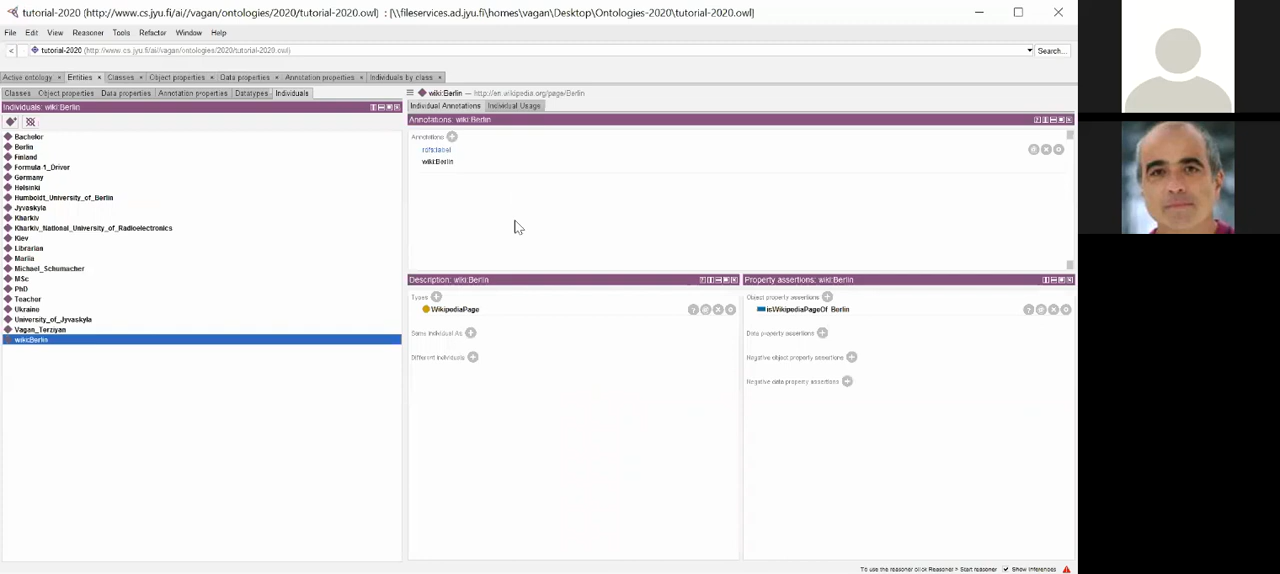 tutorial-2020 (http://www.cs.jyu.fi/ai//vagan/ontologies/2020/tutorial-2020.owl) : [\\fileservices.ad.jyu.fi\homes\vagan\Desktop\Ontologies-2020\tutorial-2020.owl]
File Edit View Reasoner Tools Refactor Window Help
tutorial-2020 (http://www.cs.jyu.fi/ai//vagan/ontologies/2020/tutorial-2020.owl) Search...
Active ontology × Entities × Classes × Object properties × Data properties × Annotation properties × Individuals by class ×
Classes Object properties Data properties Annotation properties Datatypes Individuals
Individuals: wiki:Berlin
Bachelor
Berlin
Finland
Formula-1_Driver
Germany
Helsinki
Humboldt_University_of_Berlin
Jyvaskyla
Kharkiv
Kharkiv_National_University_of_Radioelectronics
Kiev
Librarian
Mariia
Michael_Schumacher
MSc
PhD
Teacher
Ukraine
University_of_Jyvaskyla
Vagan_Terziyan
wiki:Berlin
wiki:Berlin — http://en.wikipedia.org/page/Berlin
Individual Annotations Individual Usage
Annotations: wiki:Berlin
Annotations
rdfs:label
wiki:Berlin
Description: wiki:Berlin
Types
WikipediaPage
Same Individual As
Different Individuals
Property assertions: wiki:Berlin
Object property assertions
isWikipediaPageOf Berlin
Data property assertions
Negative object property assertions
Negative data property assertions
To use the reasoner click Reasoner > Start reasoner Show Inferences